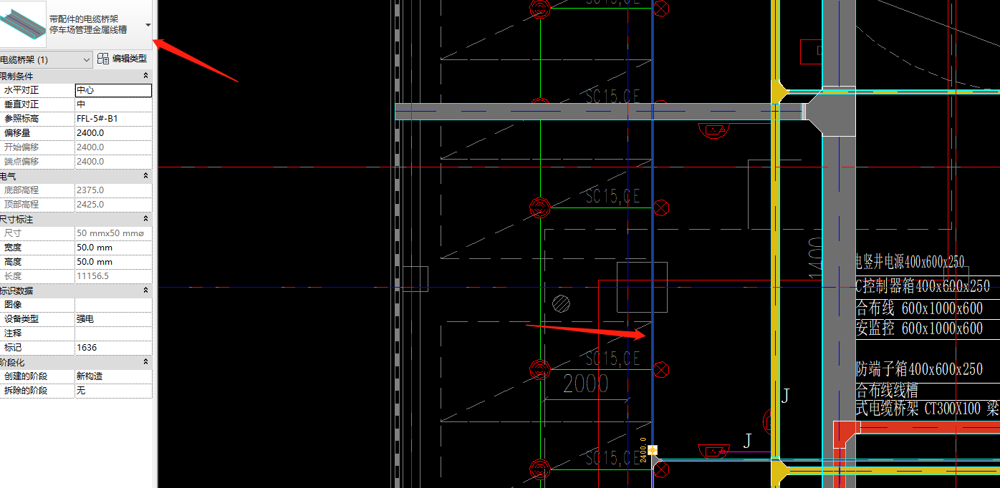 带配件的电缆桥架
停车场管理金属线槽
电缆桥架 (1)
编辑类型
限制条件
水平对正 中心
垂直对正 中
参照标高 FFL-5#-B1
偏移量 2400.0
开始偏移 2400.0
端点偏移 2400.0
电气
底部高程 2375.0
顶部高程 2425.0
尺寸标注
尺寸 50 mmx50 mmø
宽度 50.0 mm
高度 50.0 mm
长度 11156.5
标识数据
图像
设备类型 强电
注释
标记 1636
阶段化
创建的阶段 新构造
拆除的阶段 无
SC15,CE
SC15,CE
SC15,CE
SC15,CE
2000
SC15,CE
2400.0
J
J
1400
电竖井电源400x600x250
C控制器箱400x600x250
合布线 600x1000x600
安监控 600x1000x600
防端子箱400x600x250
合布线线槽
式电缆桥架 CT300X100 梁